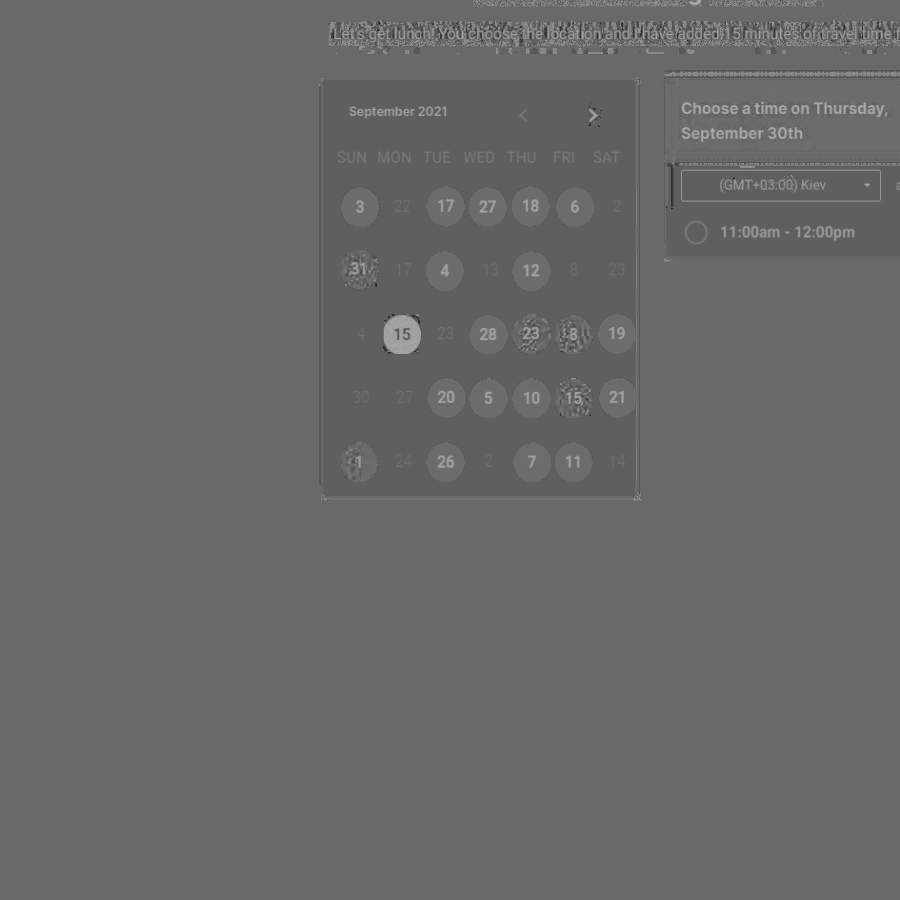 Let's get lunch! You choose the location and I have added 15 minutes of travel time
September 2021
SUN MON TUE WED THU FRI SAT
3 22 17 27 18 6 2
31 17 4 13 12 8 23
4 15 23 28 23 8 19
30 27 20 5 10 15 21
1 24 26 2 7 11 14
Choose a time on Thursday,
September 30th
(GMT+03:00) Kiev
11:00am - 12:00pm